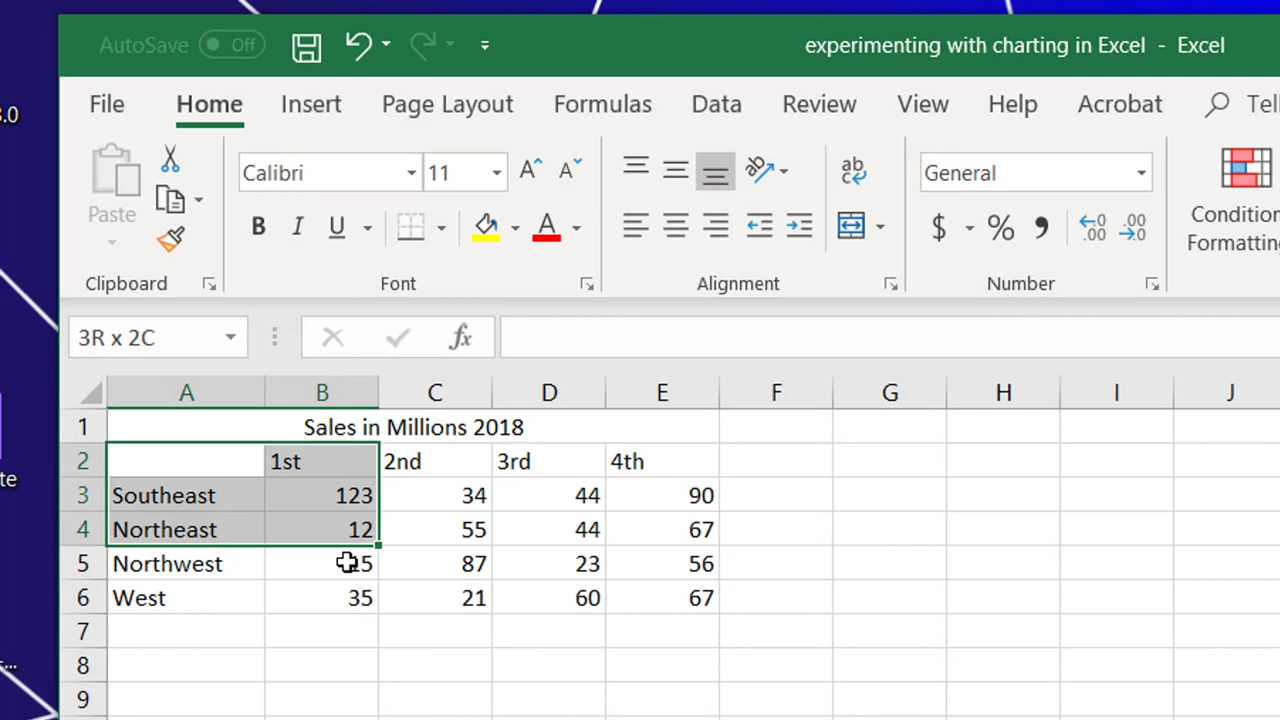 AutoSave Off
experimenting with charting in Excel - Excel
File Home Insert Page Layout Formulas Data Review View Help Acrobat
8.0
Calibri 11 General
Paste
B I U A $ %
Clipboard Font Alignment Number
3R x 2C fx
A B C D E F G H I J
1 Sales in Millions 2018
2 1st 2nd 3rd 4th
3 Southeast 123 34 44 90
4 Northeast 12 55 44 67
5 Northwest 87 23 56
6 West 35 21 60 67
7
8
9